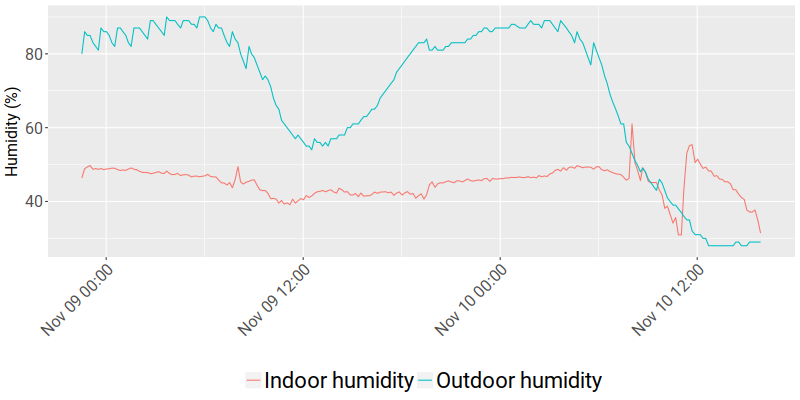 Humidity (%)
80
60
40
Nov 09 00:00
Nov 09 12:00
Nov 10 00:00
Nov 10 12:00
Indoor humidity
Outdoor humidity